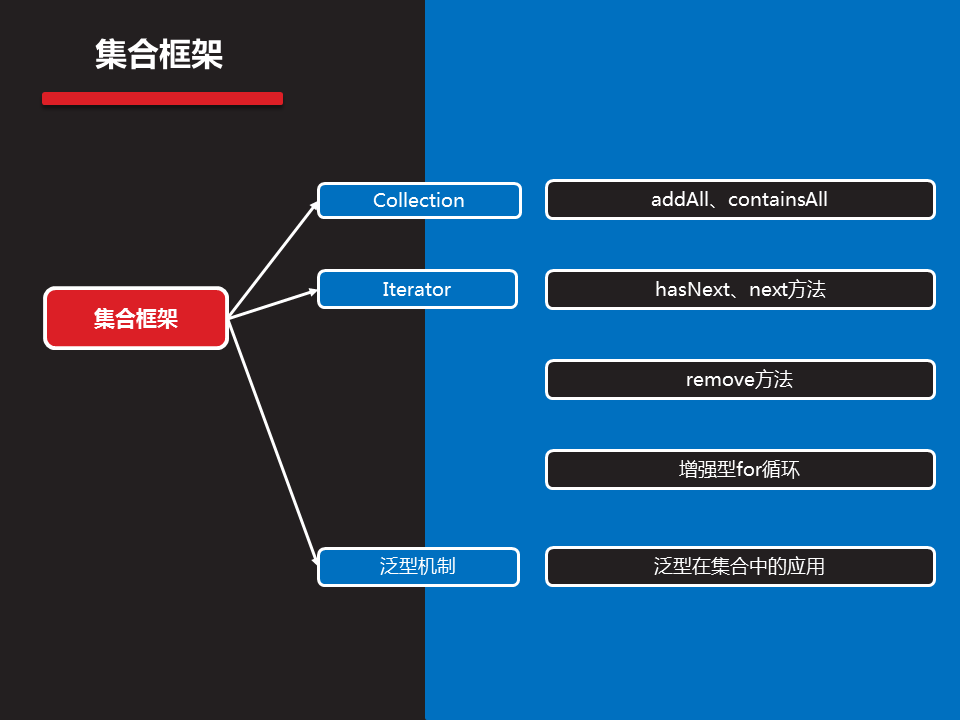 集合框架
集合框架
Collection
addAll、containsAll
Iterator
hasNext、next方法
remove方法
增强型for循环
泛型机制
泛型在集合中的应用